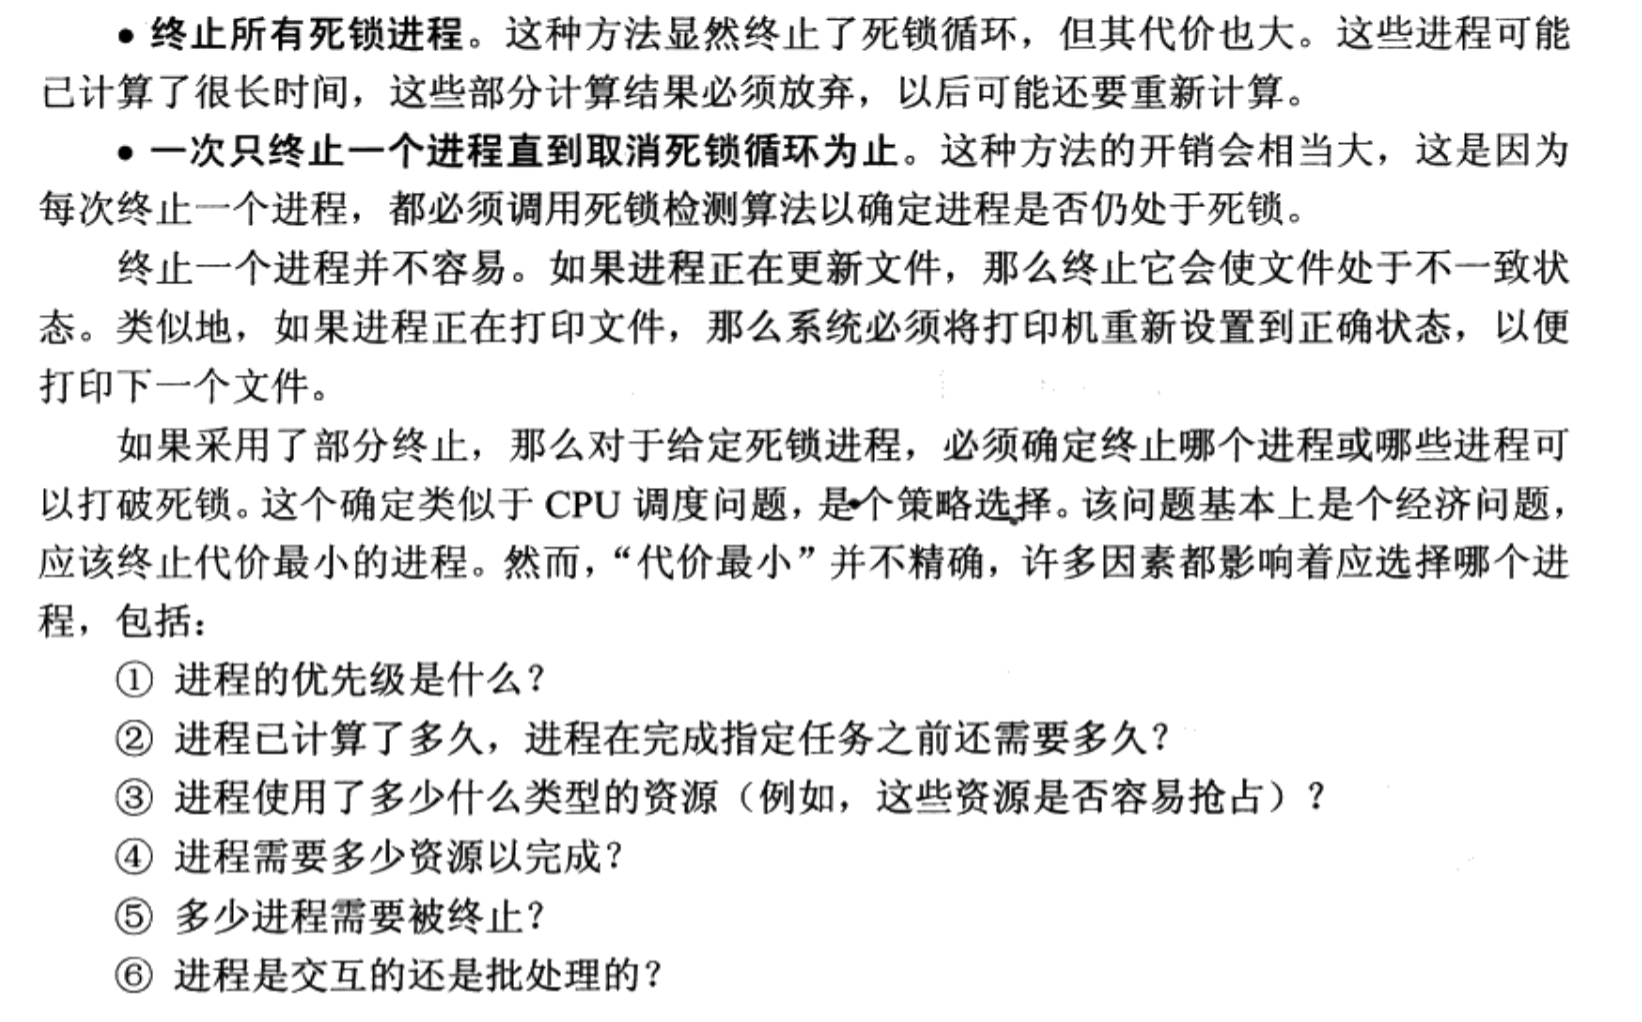 • 终止所有死锁进程。这种方法显然终止了死锁循环，但其代价也大。这些进程可能
已计算了很长时间，这些部分计算结果必须放弃，以后可能还要重新计算。
• 一次只终止一个进程直到取消死锁循环为止。这种方法的开销会相当大，这是因为
每次终止一个进程，都必须调用死锁检测算法以确定进程是否仍处于死锁。
终止一个进程并不容易。如果进程正在更新文件，那么终止它会使文件处于不一致状
态。类似地，如果进程正在打印文件，那么系统必须将打印机重新设置到正确状态，以便
打印下一个文件。
如果采用了部分终止，那么对于给定死锁进程，必须确定终止哪个进程或哪些进程可
以打破死锁。这个确定类似于 CPU 调度问题，是个策略选择。该问题基本上是个经济问题，
应该终止代价最小的进程。然而，“代价最小”并不精确，许多因素都影响着应选择哪个进
程，包括：
① 进程的优先级是什么？
② 进程已计算了多久，进程在完成指定任务之前还需要多久？
③ 进程使用了多少什么类型的资源（例如，这些资源是否容易抢占）？
④ 进程需要多少资源以完成？
⑤ 多少进程需要被终止？
⑥ 进程是交互的还是批处理的？